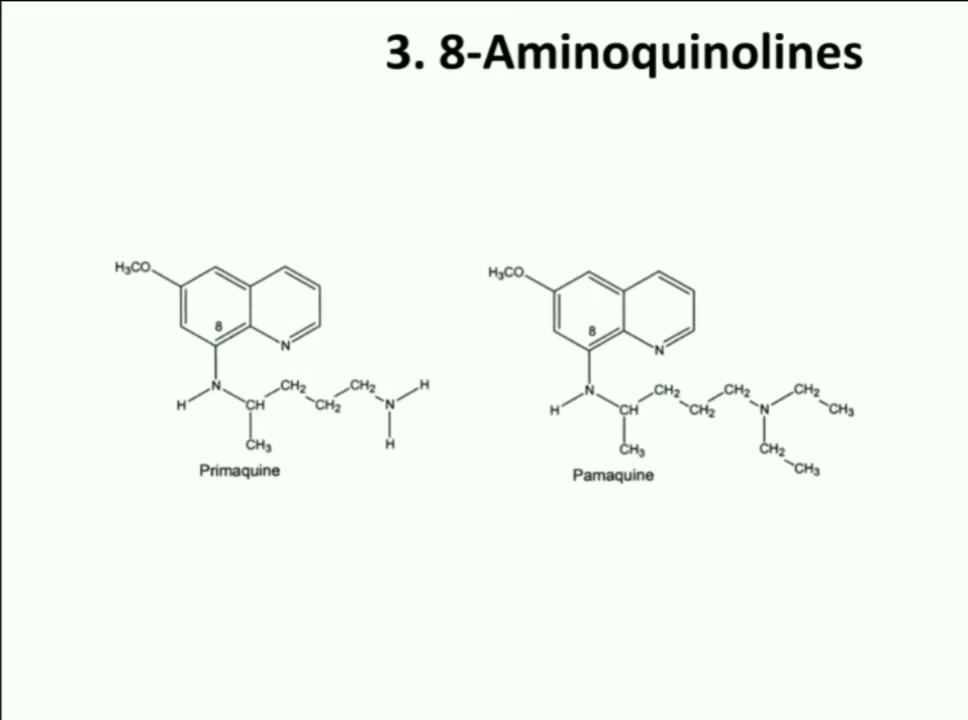 3. 8-Aminoquinolines
H₃CO
8
N
N
H
CH
CH₂
CH₂
CH₂
N
H
H
CH₃
Primaquine
H₃CO
8
N
N
H
CH
CH₂
CH₂
CH₂
N
CH₂
CH₃
CH₂
CH₃
CH₃
Pamaquine